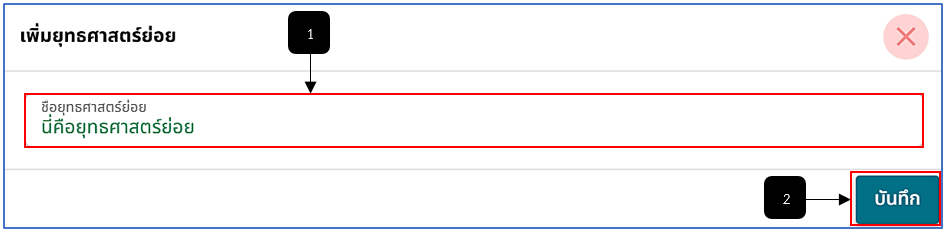 เพิ่มยุทธศาสตร์ย่อย
1
ชื่อยุทธศาสตร์ย่อย
นี่คือยุทธศาสตร์ย่อย
2
บันทึก